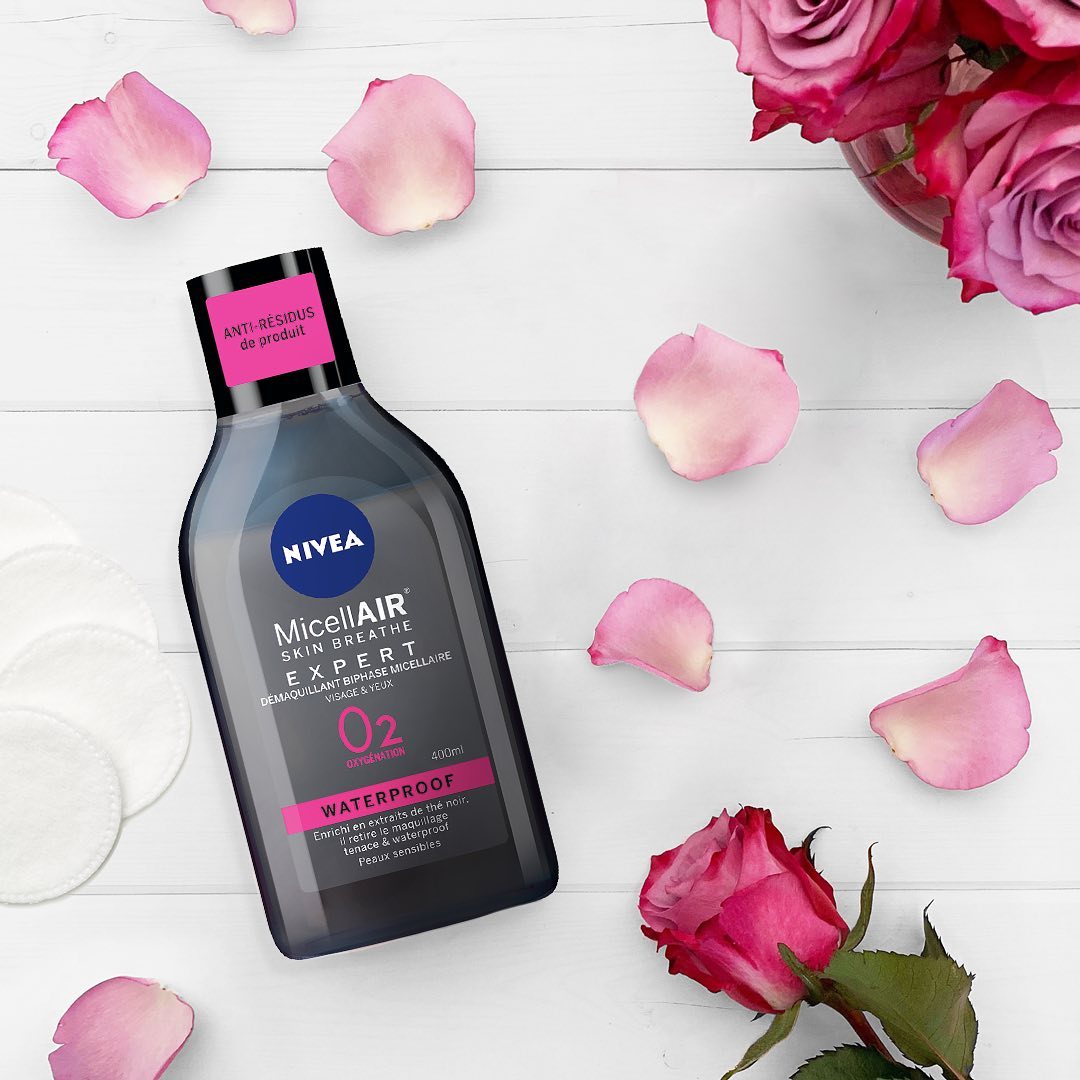 ANTI-RÉSIDUS
de produit
NIVEA
MicellAIR®
SKIN BREATHE
EXPERT
DÉMAQUILLANT BIPHASE MICELLAIRE
VISAGE & YEUX
O2
OXYGÉNATION
400ml
WATERPROOF
Enrichi en extraits de thé noir,
il retire le maquillage
tenace & waterproof
Peaux sensibles